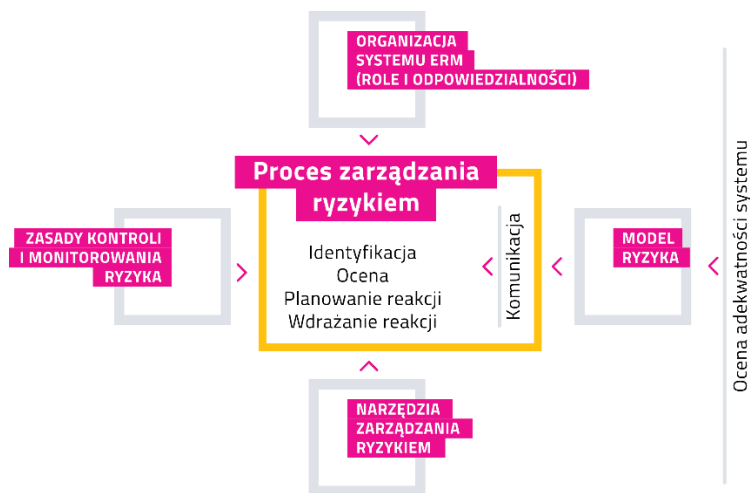 ORGANIZACJA
SYSTEMU ERM
(ROLE I ODPOWIEDZIALNOŚCI)
Proces zarządzania
ryzykiem
ZASADY KONTROLI
I MONITOROWANIA
RYZYKA
Identyfikacja
Ocena
Planowanie reakcji
Wdrażanie reakcji
Komunikacja
MODEL
RYZYKA
Ocena adekwatności systemu
NARZĘDZIA
ZARZĄDZANIA
RYZYKIEM